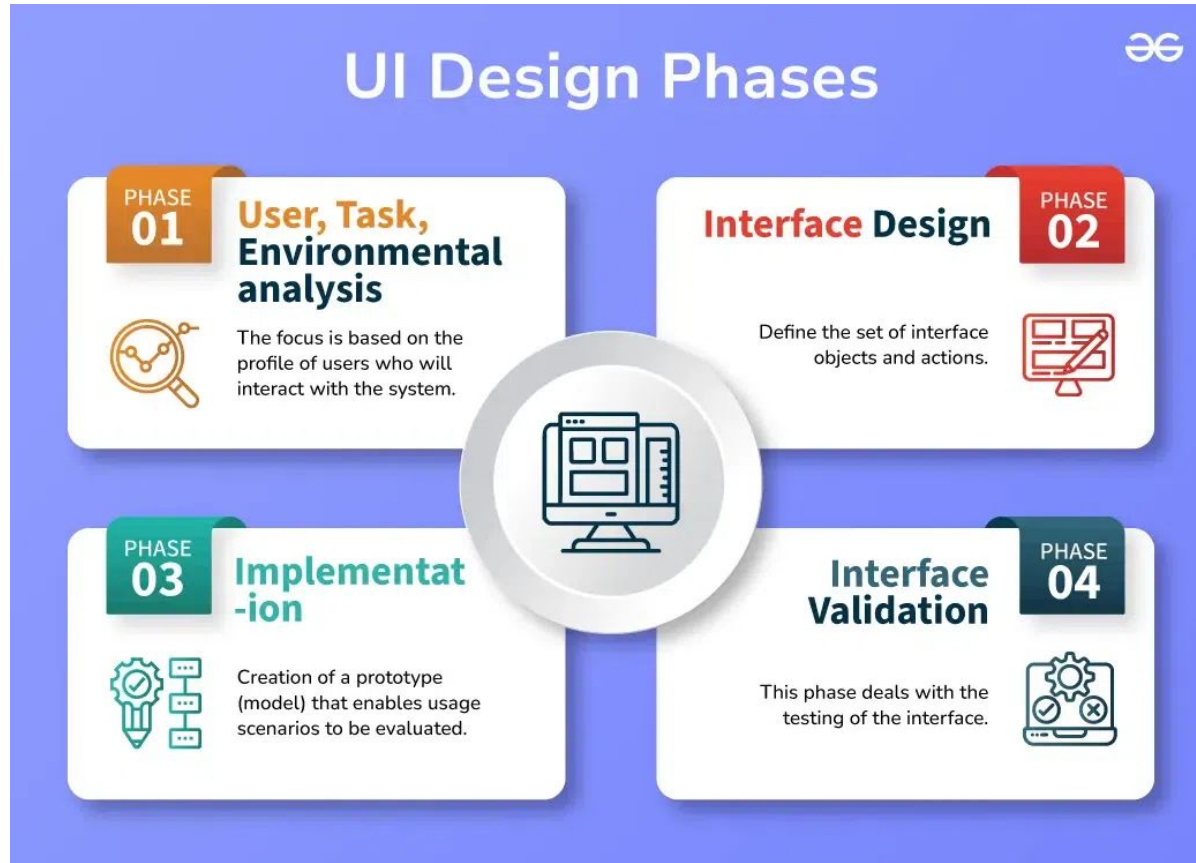 UI Design Phases
PHASE
01
User, Task,
Environmental
analysis
The focus is based on the
profile of users who will
interact with the system.
PHASE
02
Interface Design
Define the set of interface
objects and actions.
PHASE
03
Implementat
-ion
Creation of a prototype
(model) that enables usage
scenarios to be evaluated.
PHASE
04
Interface
Validation
This phase deals with the
testing of the interface.